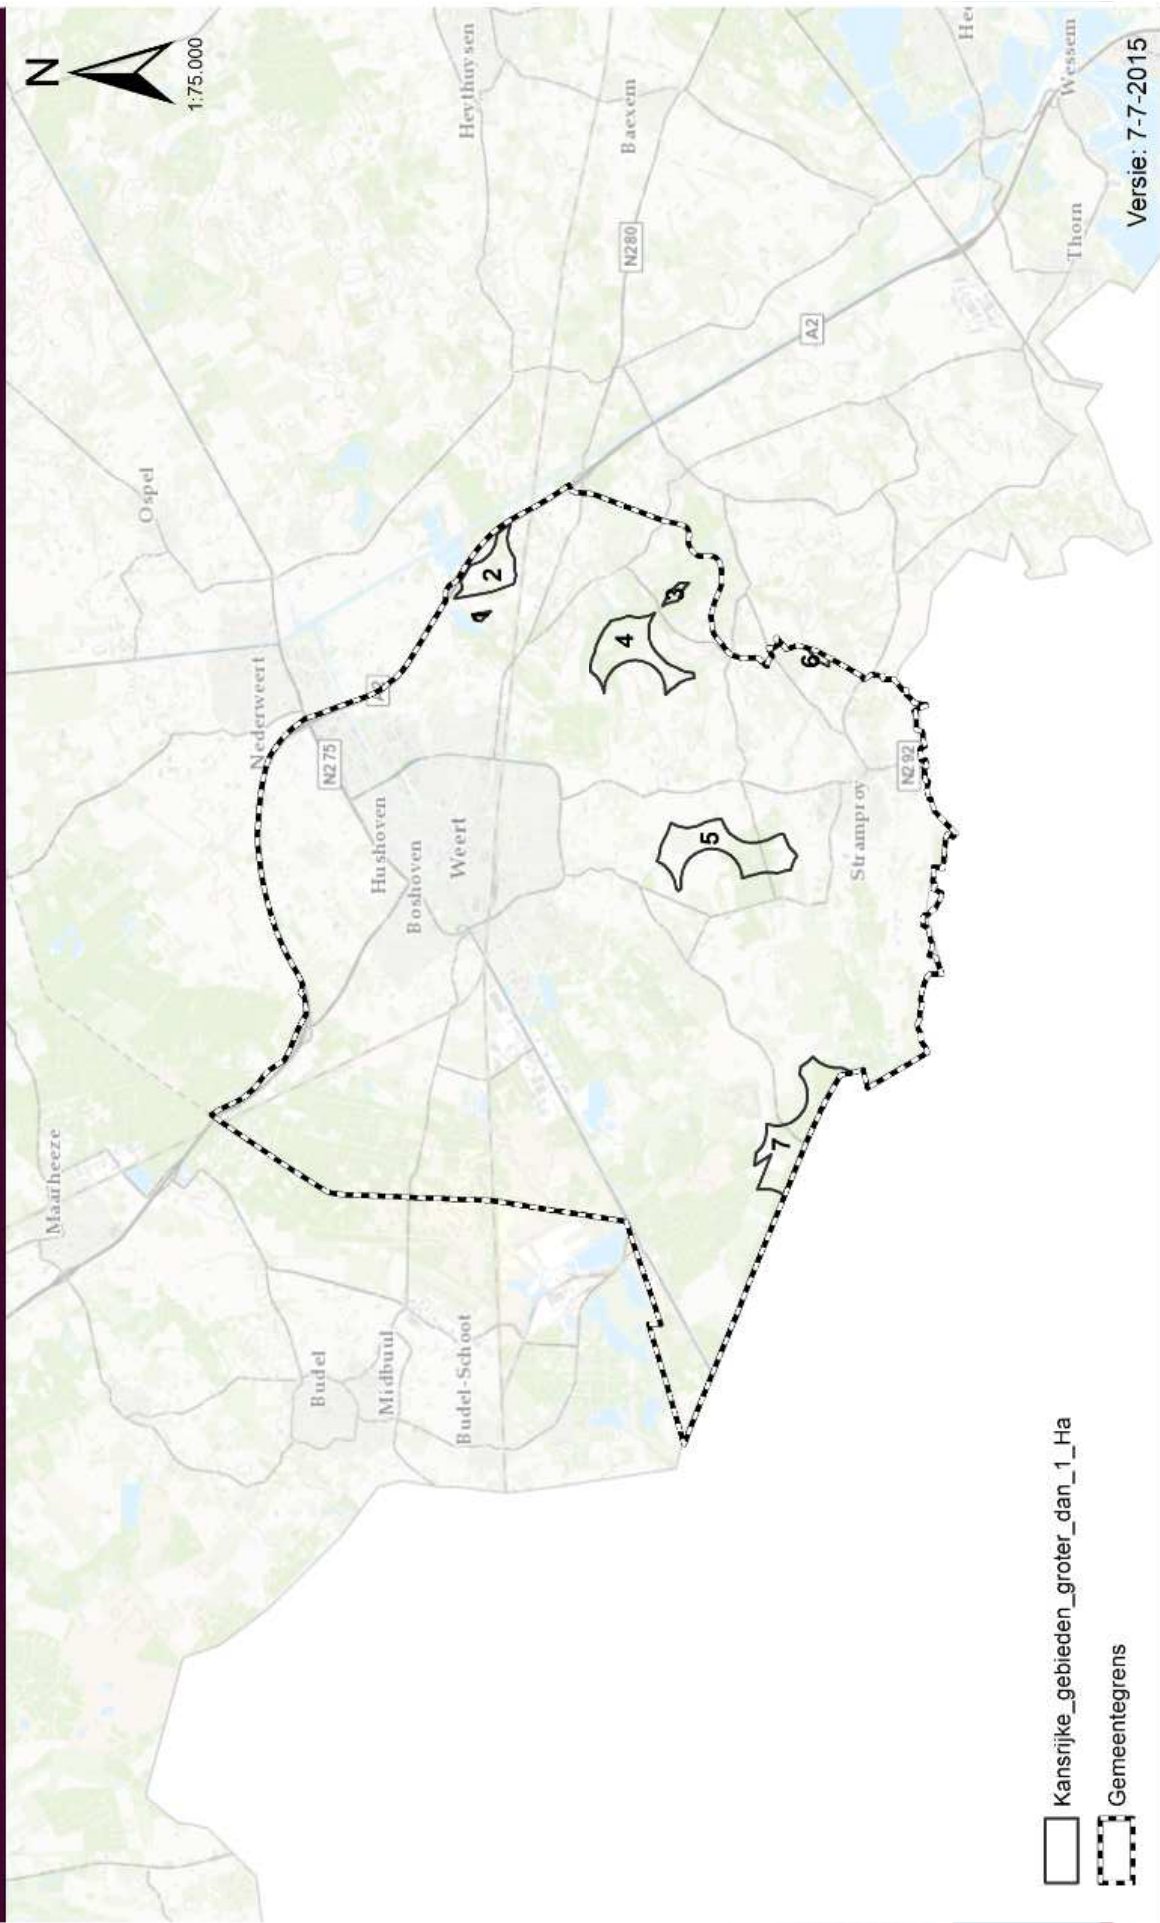 N
1:75.000
Maarheeze
Ospel
Heythuysen
Nederweert
Budel
N275
A2
Midbuul
Hushoven
Boshoven
Budel-Schoot
Weert
Baexem
N280
Wessem
Thorn
A2
1
2
3
4
5
6
7
Stramproy
N292
Kansrijke_gebieden_groter_dan_1_Ha
Gemeentegrens
Versie: 7-7-2015